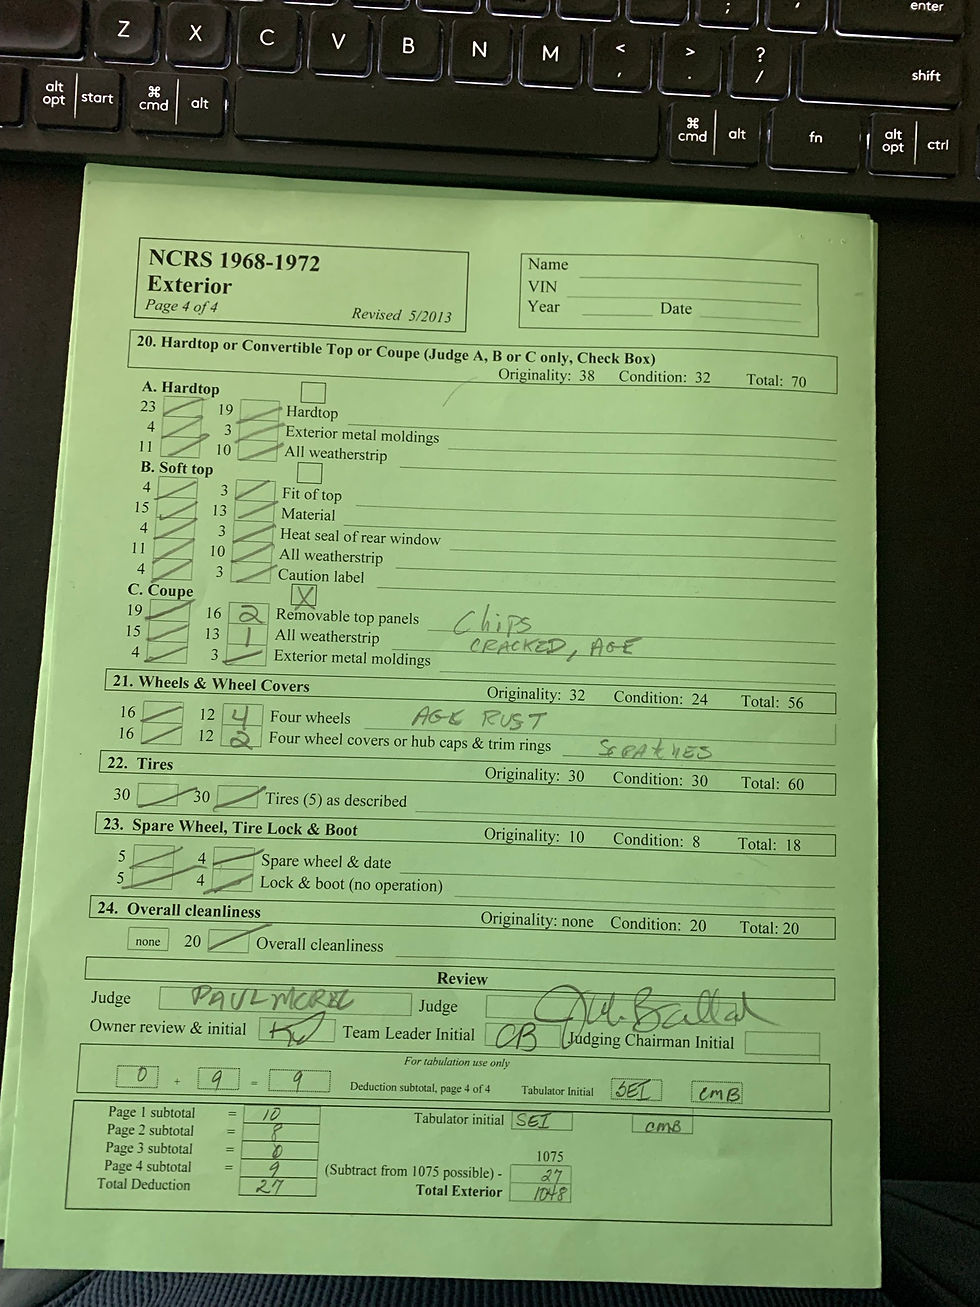 ; ' enter
Z X C V B N M < , > . ? / shift
alt opt start ⌘ cmd alt ⌘ cmd alt fn alt opt ctrl
NCRS 1968-1972
Exterior
Page 4 of 4 Revised 5/2013
Name
VIN
Year Date
20. Hardtop or Convertible Top or Coupe (Judge A, B or C only, Check Box)
Originality: 38 Condition: 32 Total: 70
A. Hardtop
23 19 Hardtop
4 3 Exterior metal moldings
11 10 All weatherstrip
B. Soft top
4 3 Fit of top
15 13 Material
4 3 Heat seal of rear window
11 10 All weatherstrip
4 3 Caution label
C. Coupe X
19 16 2 Removable top panels Chips
15 13 1 All weatherstrip CRACKED, AGE
4 3 Exterior metal moldings
21. Wheels & Wheel Covers Originality: 32 Condition: 24 Total: 56
16 12 4 Four wheels AGE RUST
16 12 2 Four wheel covers or hub caps & trim rings
22. Tires Originality: 30 Condition: 30 Total: 60
30 30 Tires (5) as described
23. Spare Wheel, Tire Lock & Boot Originality: 10 Condition: 8 Total: 18
5 4 Spare wheel & date
5 4 Lock & boot (no operation)
24. Overall cleanliness Originality: none Condition: 20 Total: 20
none 20 Overall cleanliness
Review
Judge PAUL Judge
Owner review & initial Team Leader Initial CB Judging Chairman Initial
For tabulation use only
0 + 9 = 9 Deduction subtotal, page 4 of 4 Tabulator Initial SEI CMB
Page 1 subtotal = 10 Tabulator initial SEI CMB
Page 2 subtotal = 8
Page 3 subtotal = 0 1075
Page 4 subtotal = 9 (Subtract from 1075 possible) - 27
Total Deduction 27 Total Exterior 1048